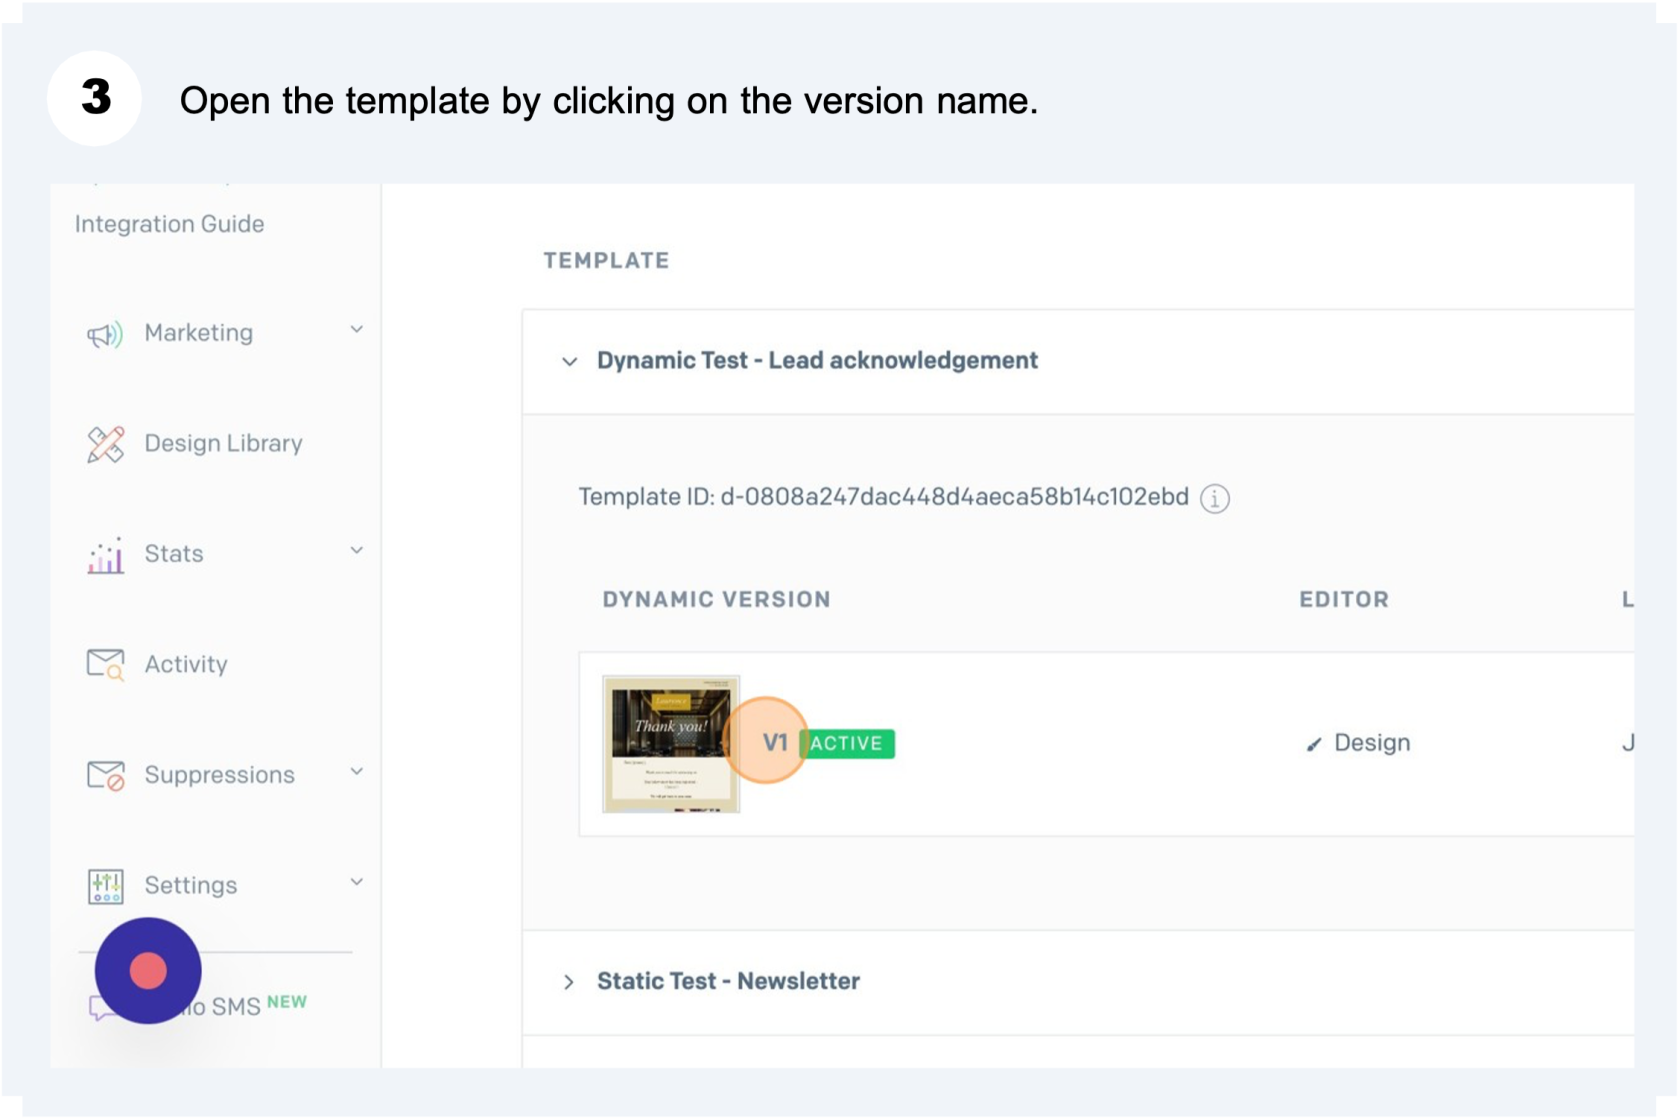 3
Open the template by clicking on the version name.
Integration Guide
Marketing
Design Library
Stats
Activity
Suppressions
Settings
SMS NEW
TEMPLATE
Dynamic Test - Lead acknowledgement
Template ID: d-0808a247dac448d4aeca58b14c102ebd
DYNAMIC VERSION EDITOR L
Thank you!
V1 ACTIVE Design J
Static Test - Newsletter